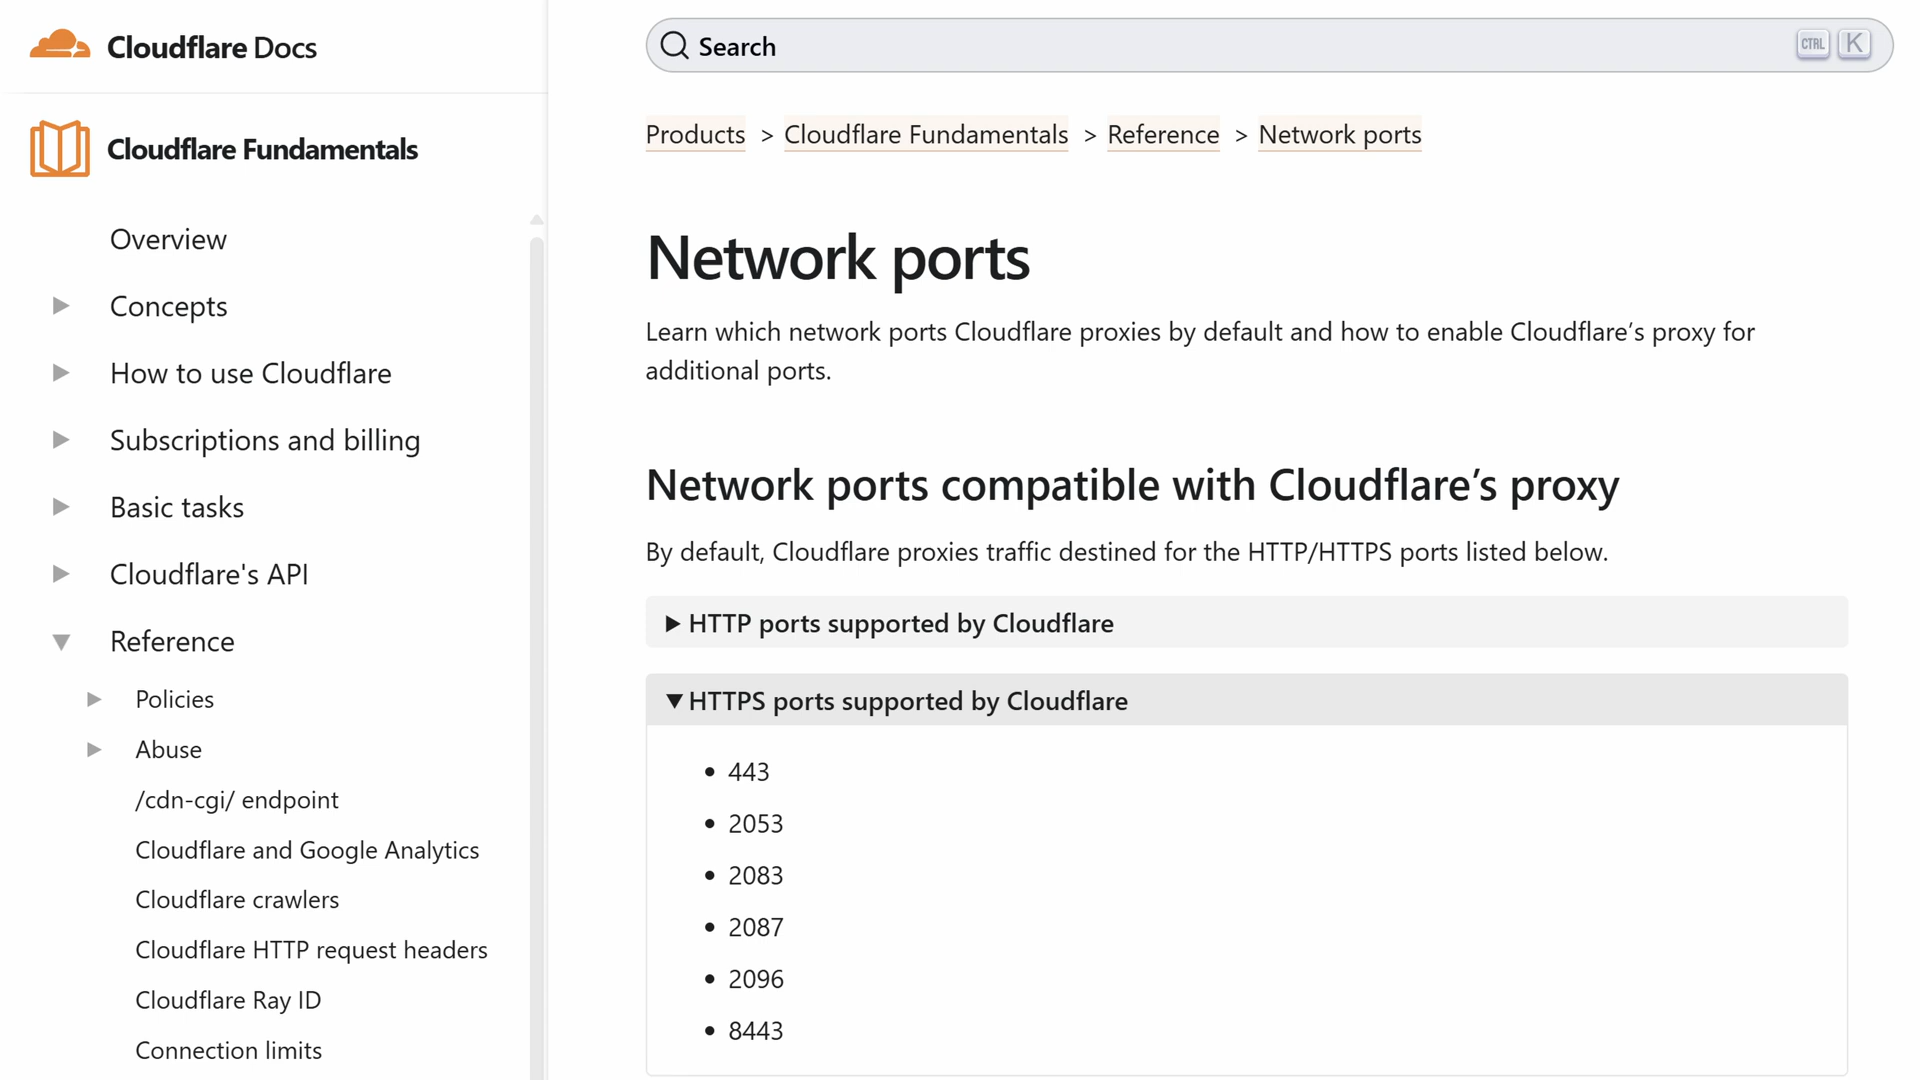 Cloudflare Docs
Search
CTRL K
Cloudflare Fundamentals
Overview
Concepts
How to use Cloudflare
Subscriptions and billing
Basic tasks
Cloudflare's API
Reference
Policies
Abuse
/cdn-cgi/ endpoint
Cloudflare and Google Analytics
Cloudflare crawlers
Cloudflare HTTP request headers
Cloudflare Ray ID
Connection limits
Products > Cloudflare Fundamentals > Reference > Network ports
Network ports
Learn which network ports Cloudflare proxies by default and how to enable Cloudflare’s proxy for
additional ports.
Network ports compatible with Cloudflare’s proxy
By default, Cloudflare proxies traffic destined for the HTTP/HTTPS ports listed below.
HTTP ports supported by Cloudflare
HTTPS ports supported by Cloudflare
• 443
• 2053
• 2083
• 2087
• 2096
• 8443